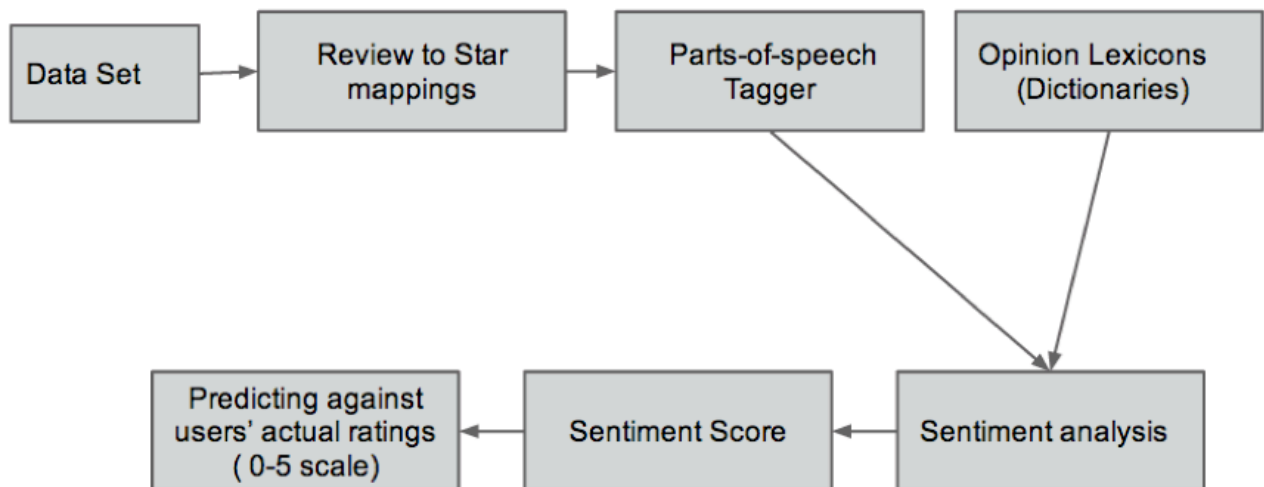 Data Set
Review to Star
mappings
Parts-of-speech
Tagger
Opinion Lexicons
(Dictionaries)
Predicting against
users’ actual ratings
( 0-5 scale)
Sentiment Score
Sentiment analysis